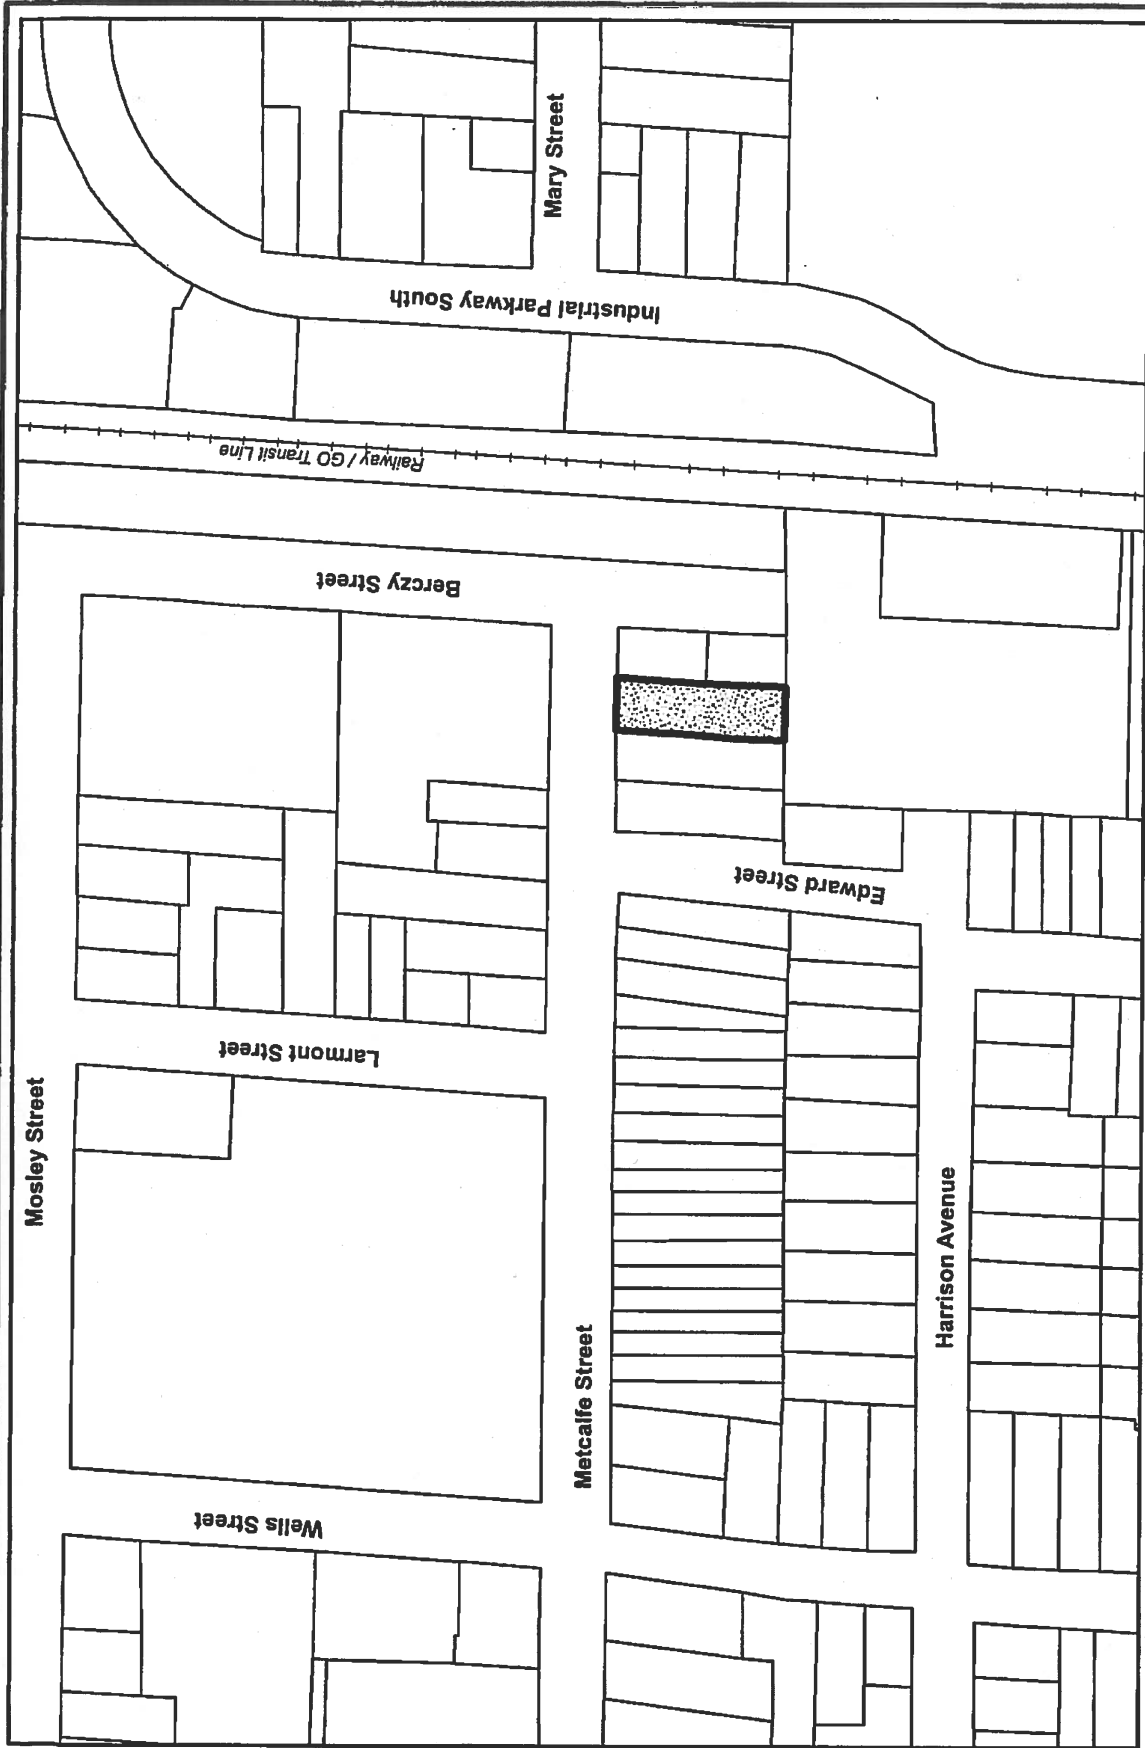 Mary Street
Industrial Parkway South
Railway / GO Transit Line
Berczy Street
Edward Street
Larmont Street
Mosley Street
Harrison Avenue
Metcalfe Street
Wells Street